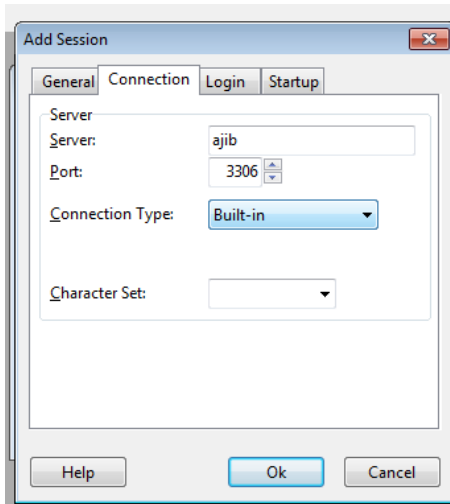 Add Session
General Connection Login Startup
Server
Server: ajib
Port: 3306
Connection Type: Built-in
Character Set:
Help Ok Cancel